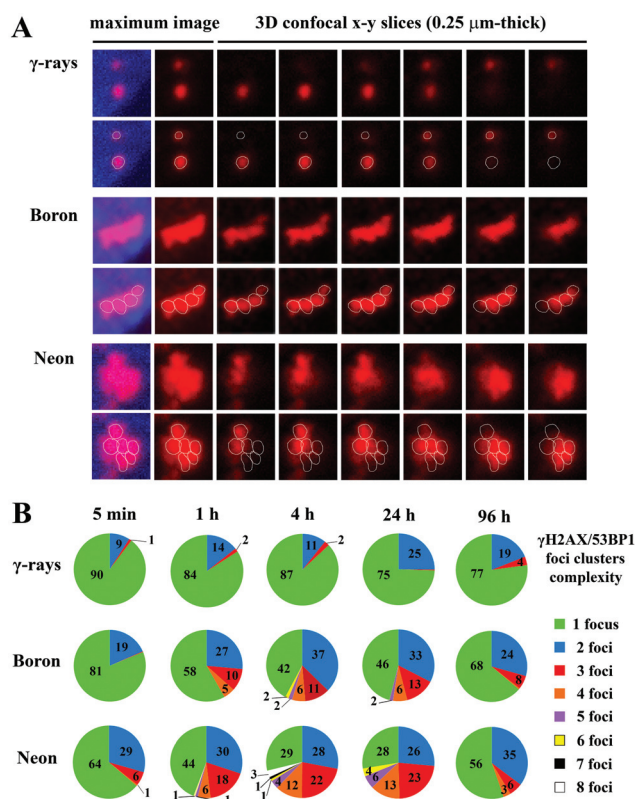 A
maximum image
3D confocal x-y slices (0.25 μm-thick)
γ-rays
Boron
Neon
B
5 min
1 h
4 h
24 h
96 h
γH2AX/53BP1
foci clusters
complexity
γ-rays
90 9 1
84 14 2
87 11 2
75 25
77 19 4
Boron
81 19
58 27 10 5
42 37 11 6 2 2
46 33 13 6 2
68 24 8
Neon
64 29 6 1
44 30 18 6 1 1
29 28 22 12 4 1 1 3
28 26 23 13 6 4
56 35 6 3
1 focus
2 foci
3 foci
4 foci
5 foci
6 foci
7 foci
8 foci